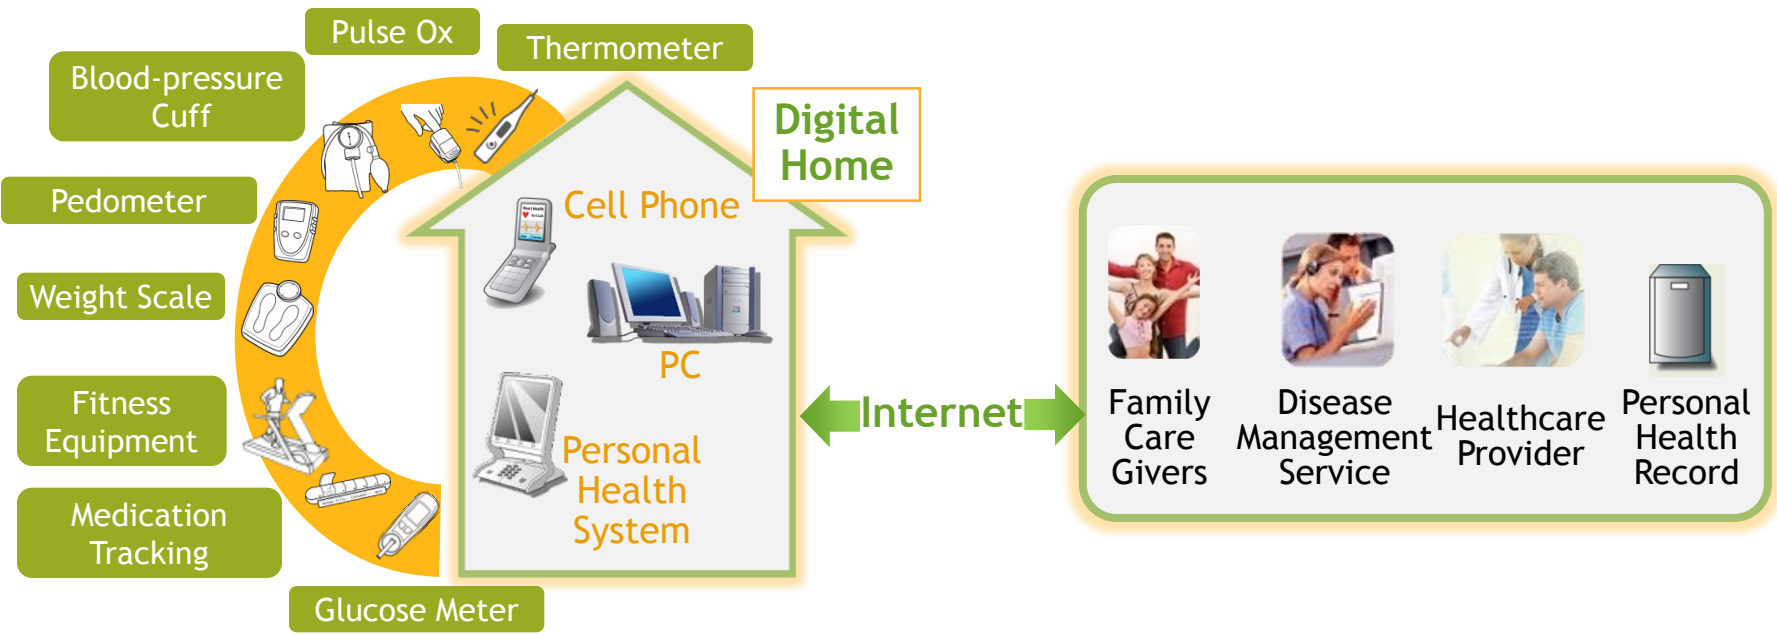 Pulse Ox
Thermometer
Blood-pressure
Cuff
Digital
Home
Pedometer
Cell Phone
Weight Scale
PC
Fitness
Equipment
Personal
Health
System
Medication
Tracking
Glucose Meter
Internet
Family
Care
Givers
Disease
Management
Service
Healthcare
Provider
Personal
Health
Record